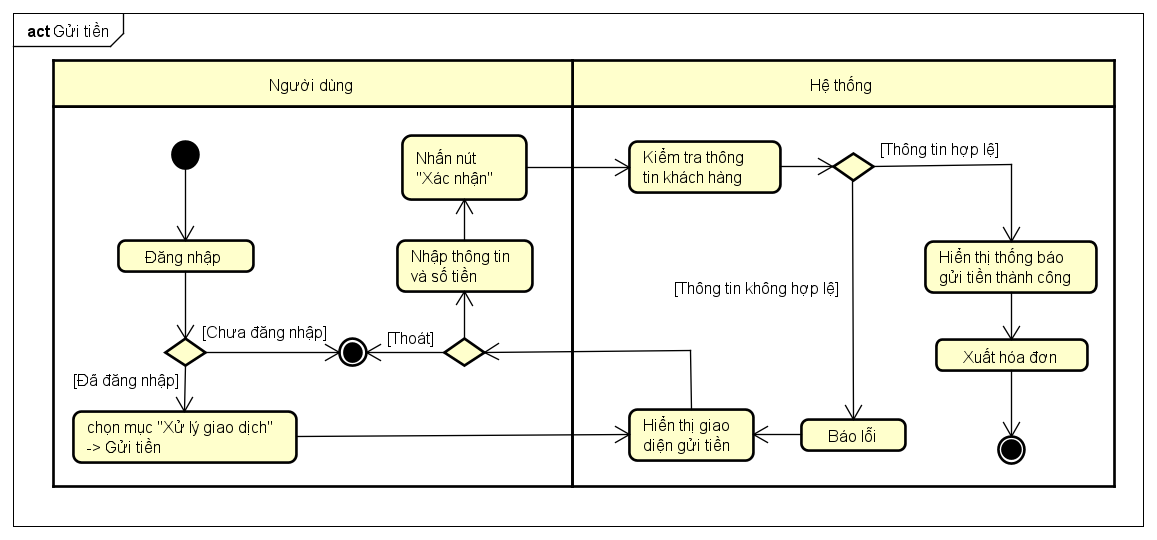 act Gửi tiền
Người dùng
Hệ thống
Nhấn nút
"Xác nhận"
Kiểm tra thông
tin khách hàng
[Thông tin hợp lệ]
Đăng nhập
Nhập thông tin
và số tiền
Hiển thị thống báo
gửi tiền thành công
[Thông tin không hợp lệ]
[Chưa đăng nhập]
[Thoát]
Xuất hóa đơn
[Đã đăng nhập]
chọn mục "Xử lý giao dịch"
-> Gửi tiền
Hiển thị giao
diện gửi tiền
Báo lỗi